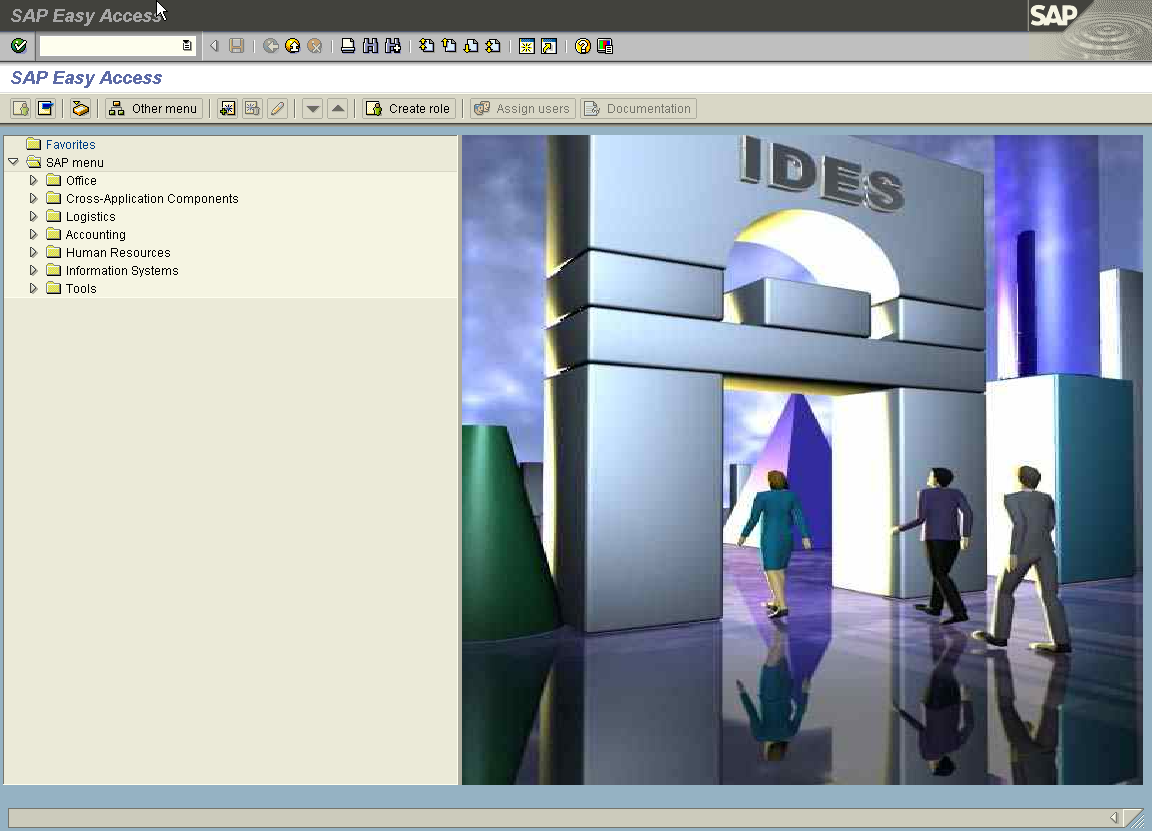 SAP Easy Access
SAP
SAP Easy Access
Other menu
Create role
Assign users
Documentation
Favorites
SAP menu
Office
Cross-Application Components
Logistics
Accounting
Human Resources
Information Systems
Tools
IDES